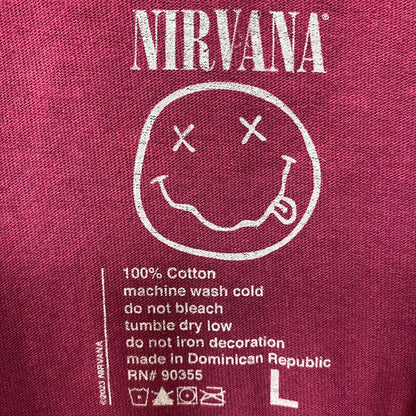 NIRVANA®
100% Cotton
machine wash cold
do not bleach
tumble dry low
do not iron decoration
made in Dominican Republic
RN# 90355
L
©2023 NIRVANA